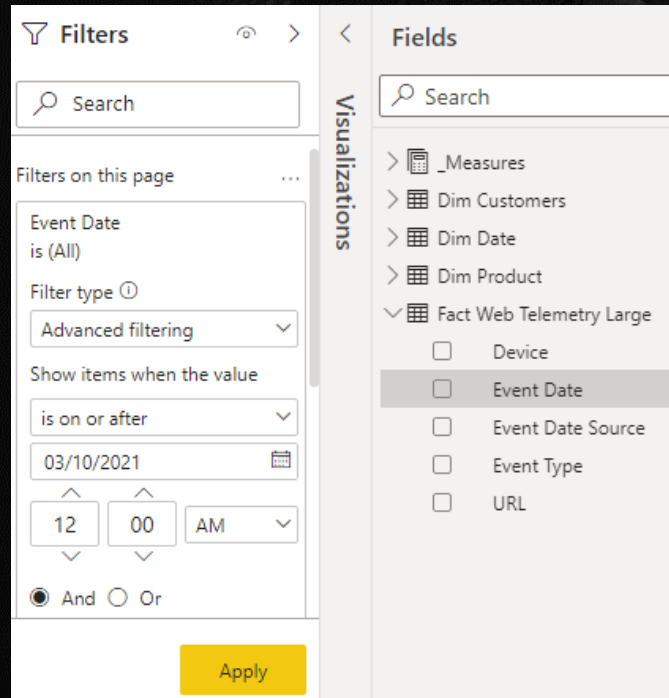 Filters
Search
Filters on this page
...
Event Date
is (All)
Filter type
Advanced filtering
Show items when the value
is on or after
03/10/2021
12 00 AM
And Or
Apply
Visualizations
Fields
Search
_Measures
Dim Customers
Dim Date
Dim Product
Fact Web Telemetry Large
Device
Event Date
Event Date Source
Event Type
URL